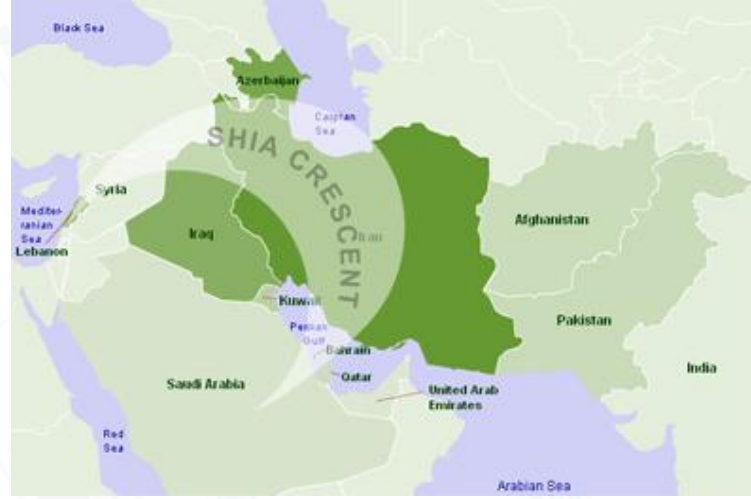 Black Sea
Azerbaijan
Caspian
Sea
SHIA CRESCENT
Syria
Mediter-
ranian
Sea
Lebanon
Iraq
Iran
Afghanistan
Kuwait
Persian
Gulf
Pakistan
Bahrain
Qatar
India
Saudi Arabia
United Arab
Emirates
Red
Sea
Arabian Sea